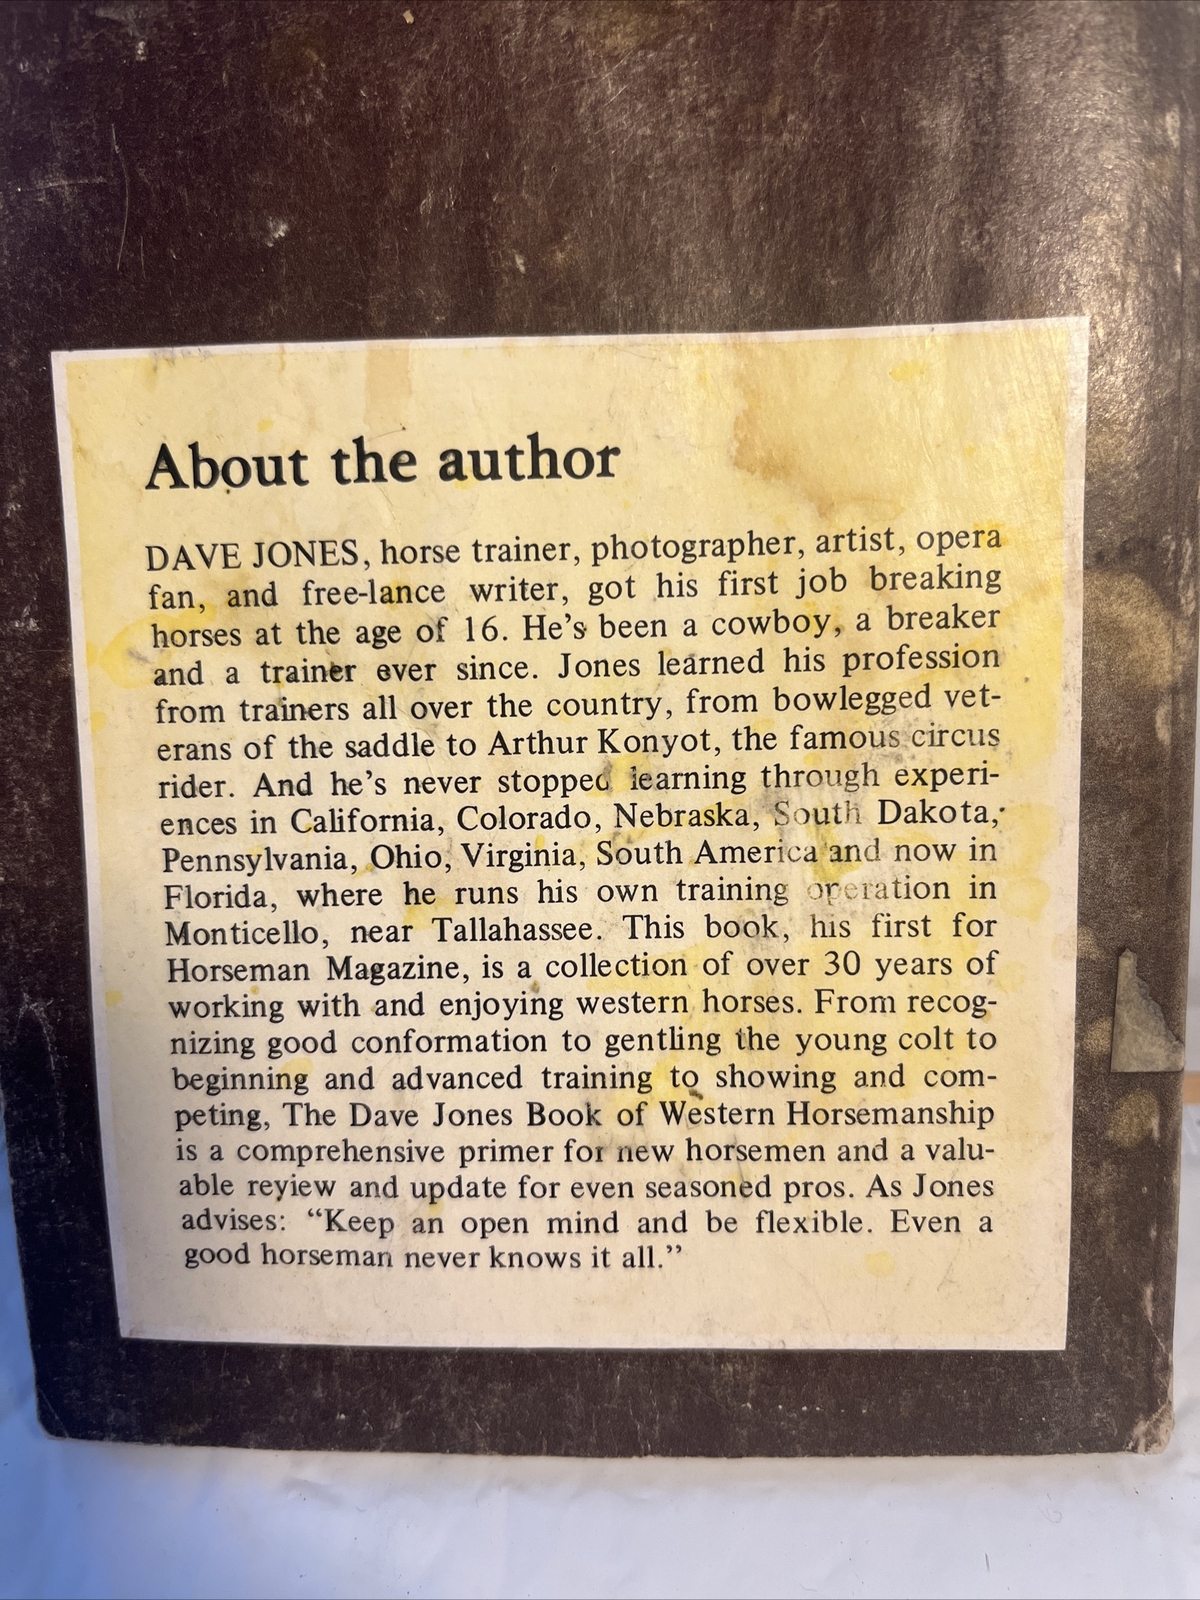 About the author
DAVE JONES, horse trainer, photographer, artist, opera
fan, and free-lance writer, got his first job breaking
horses at the age of 16. He's been a cowboy, a breaker
and a trainer ever since. Jones learned his profession
from trainers all over the country, from bowlegged vet-
erans of the saddle to Arthur Konyot, the famous circus
rider. And he's never stopped learning through experi-
ences in California, Colorado, Nebraska, South Dakota,
Pennsylvania, Ohio, Virginia, South America and now in
Florida, where he runs his own training operation in
Monticello, near Tallahassee. This book, his first for
Horseman Magazine, is a collection of over 30 years of
working with and enjoying western horses. From recog-
nizing good conformation to gentling the young colt to
beginning and advanced training to showing and com-
peting, The Dave Jones Book of Western Horsemanship
is a comprehensive primer for new horsemen and a valu-
able reyiew and update for even seasoned pros. As Jones
advises: “Keep an open mind and be flexible. Even a
good horseman never knows it all.”